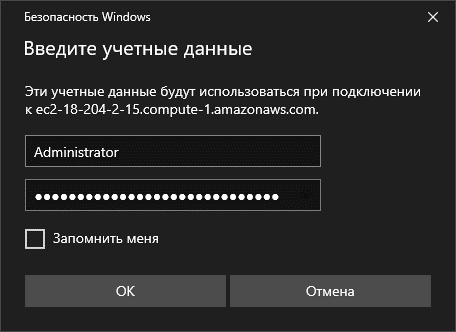 Безопасность Windows
Введите учетные данные
Эти учетные данные будут использоваться при подключении
к ec2-18-204-2-15.compute-1.amazonaws.com.
Administrator
●●●●●●●●●●●●●●●●●●●●●●●●●●●●●●
Запомнить меня
OK
Отмена